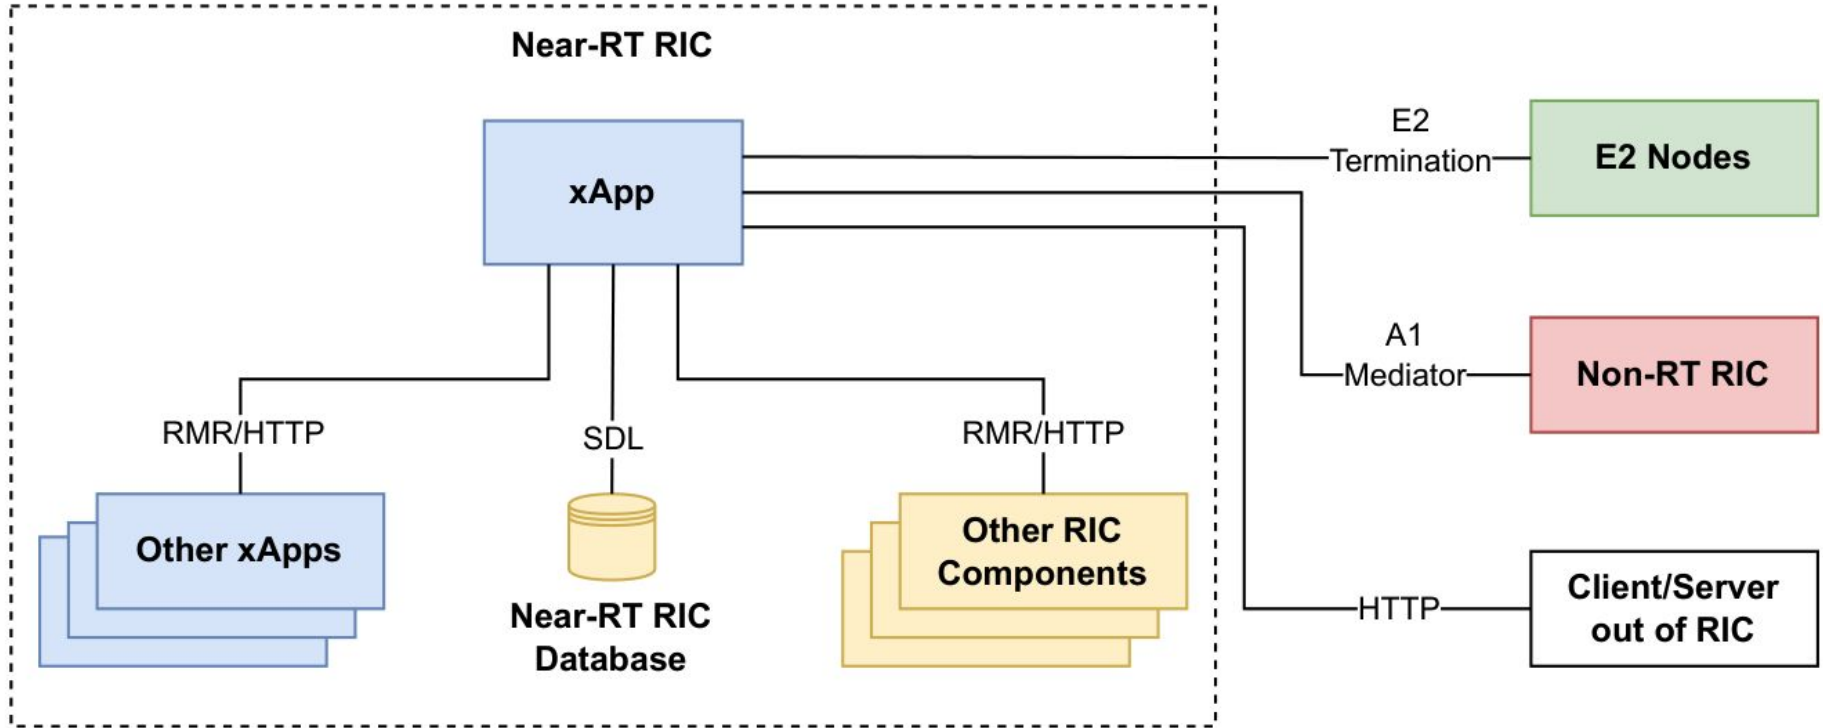 Near-RT RIC
xApp
E2
Termination
E2 Nodes
A1
Mediator
Non-RT RIC
RMR/HTTP
SDL
RMR/HTTP
Other xApps
Near-RT RIC
Database
Other RIC
Components
HTTP
Client/Server
out of RIC